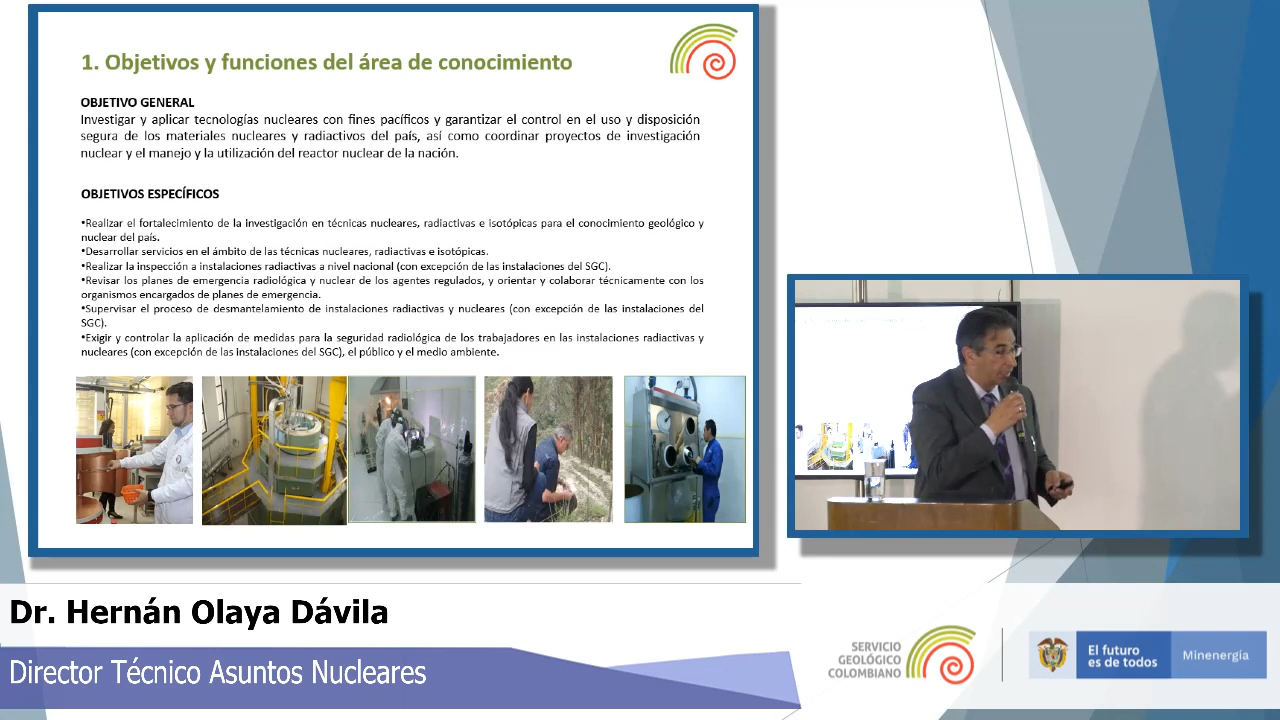 1. Objetivos y funciones del área de conocimiento
OBJETIVO GENERAL
Investigar y aplicar tecnologías nucleares con fines pacíficos y garantizar el control en el uso y disposición
segura de los materiales nucleares y radiactivos del país, así como coordinar proyectos de investigación
nuclear y el manejo y la utilización del reactor nuclear de la nación.
OBJETIVOS ESPECÍFICOS
•Realizar el fortalecimiento de la investigación en técnicas nucleares, radiactivas e isotópicas para el conocimiento geológico y
nuclear del país.
•Desarrollar servicios en el ámbito de las técnicas nucleares, radiactivas e isotópicas.
•Realizar la inspección a instalaciones radiactivas a nivel nacional (con excepción de las instalaciones del SGC).
•Revisar los planes de emergencia radiológica y nuclear de los agentes regulados, y orientar y colaborar técnicamente con los
organismos encargados de planes de emergencia.
•Supervisar el proceso de desmantelamiento de instalaciones radiactivas y nucleares (con excepción de las instalaciones del
SGC).
•Exigir y controlar la aplicación de medidas para la seguridad radiológica de los trabajadores en las instalaciones radiactivas y
nucleares (con excepción de las instalaciones del SGC), el público y el medio ambiente.
Dr. Hernán Olaya Dávila
Director Técnico Asuntos Nucleares
SERVICIO
GEOLÓGICO
COLOMBIANO
El futuro
es de todos
Minenergía